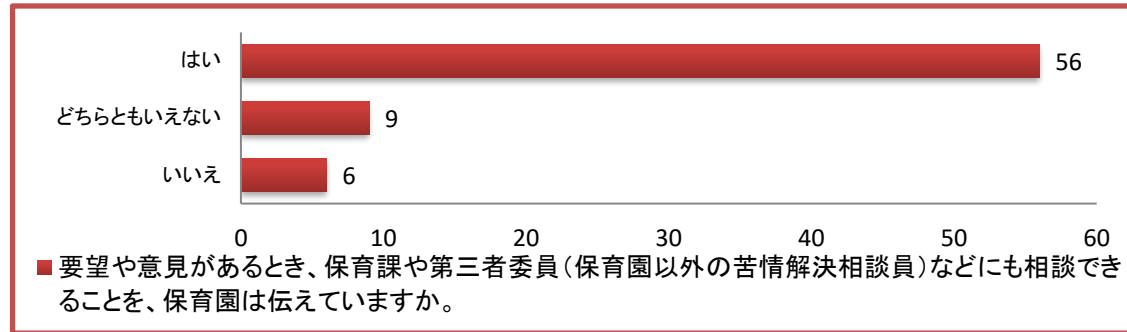 はい
56
どちらともいえない
9
いいえ
6
0 10 20 30 40 50 60
要望や意見があるとき、保育課や第三者委員(保育園以外の苦情解決相談員)などにも相談でき
ることを、保育園は伝えていますか。